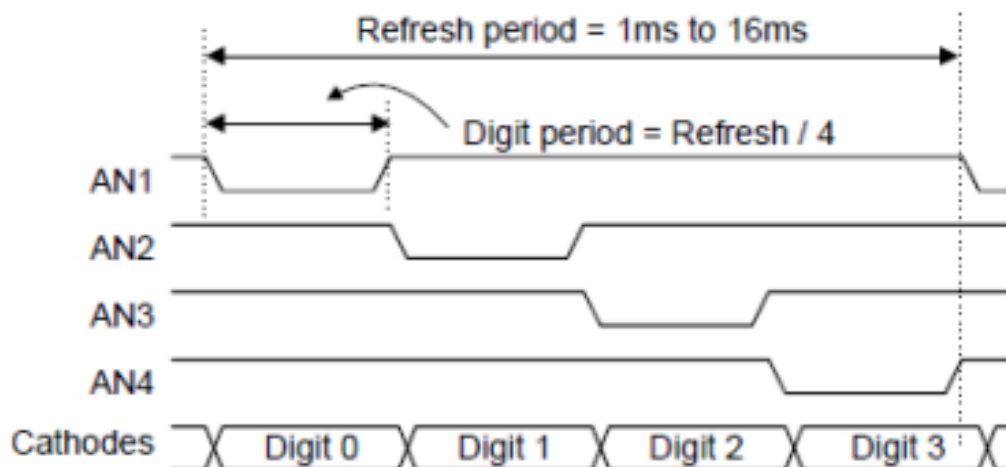 Refresh period = 1ms to 16ms
Digit period = Refresh / 4
AN1
AN2
AN3
AN4
Cathodes Digit 0 Digit 1 Digit 2 Digit 3